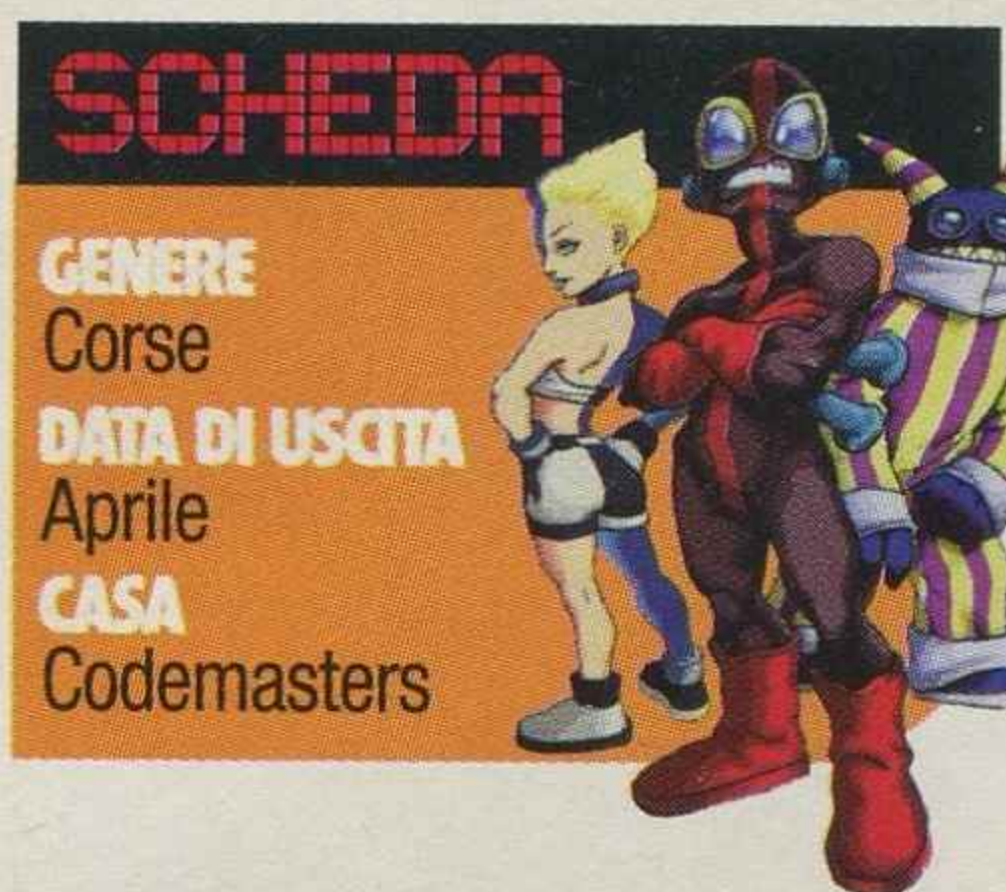 SCHEDA
GENERE
Corse
DATA DI USCITA
Aprile
CASA
Codemasters